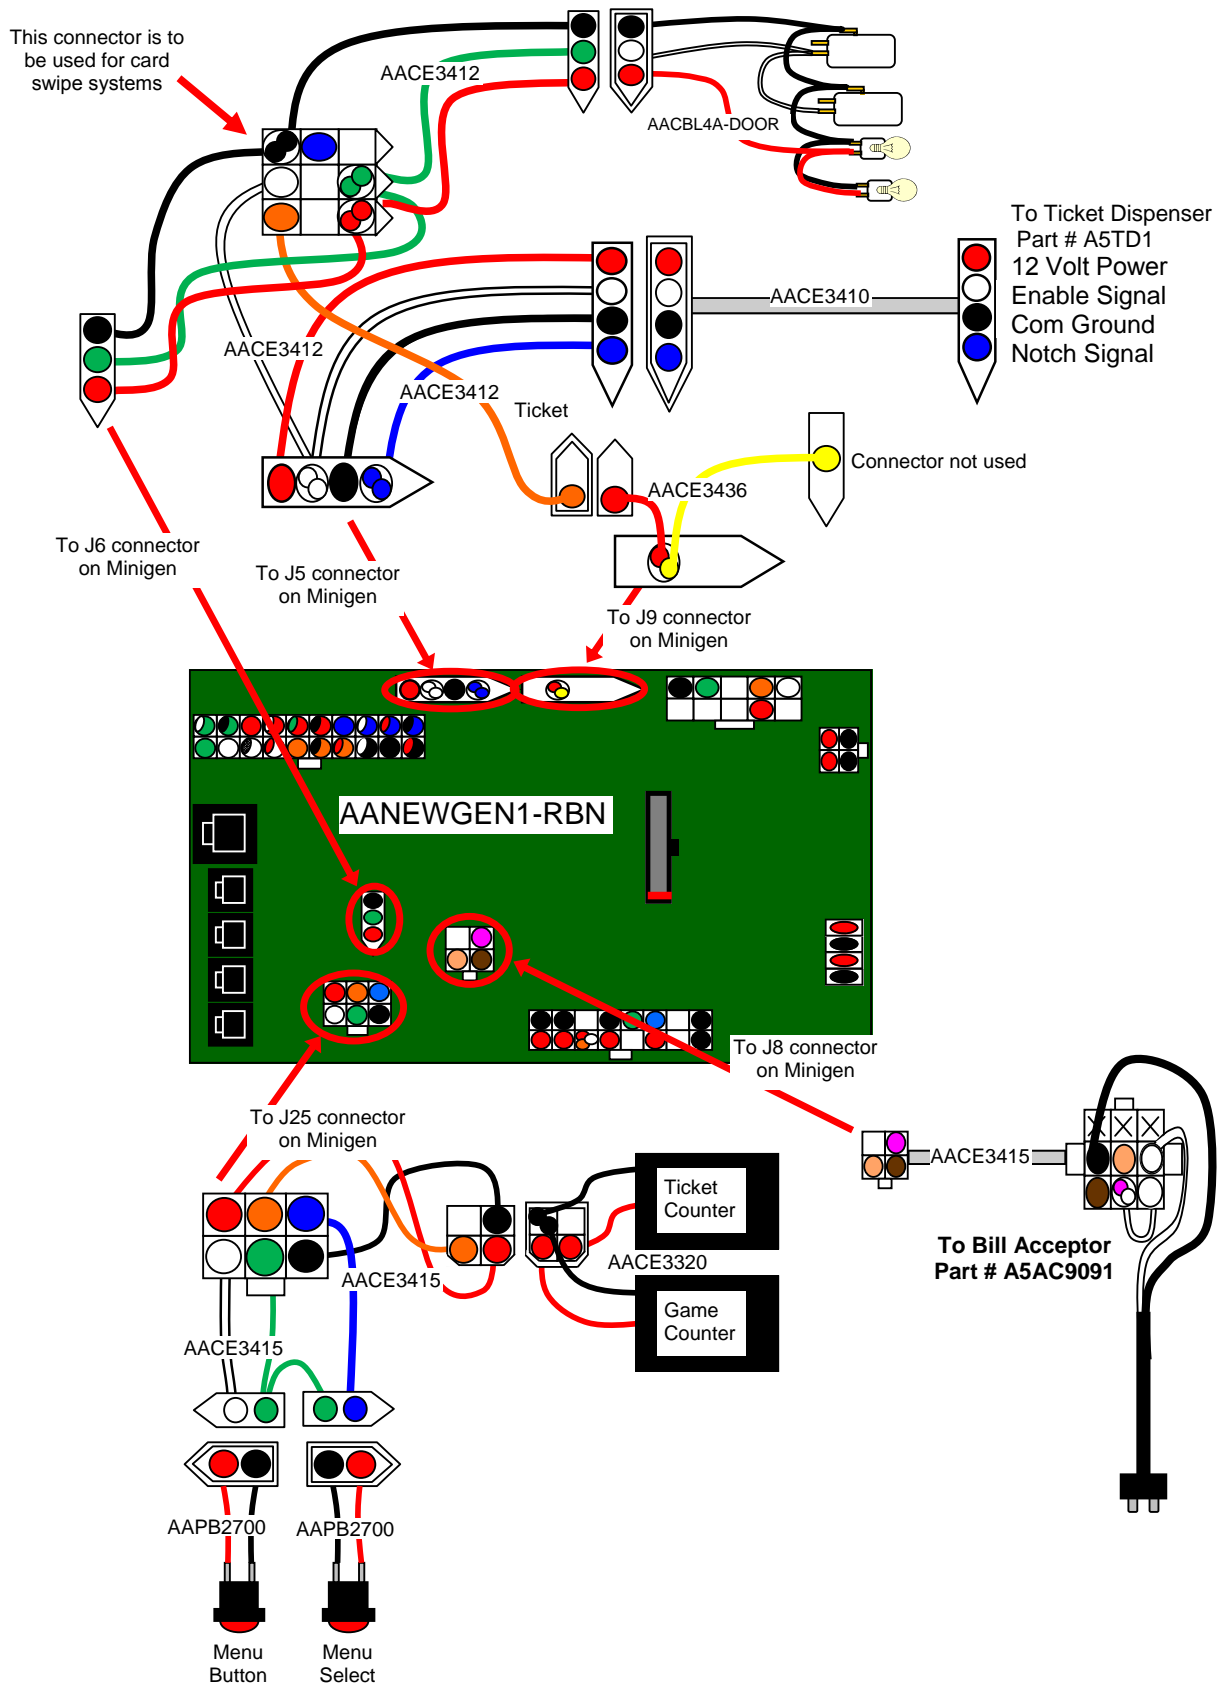 This connector is to
be used for card
swipe systems
AACE3412
AACBL4A-DOOR
To Ticket Dispenser
Part # A5TD1
12 Volt Power
Enable Signal
Com Ground
Notch Signal
AACE3410
AACE3412
AACE3412
Ticket
Connector not used
AACE3436
To J6 connector
on Minigen
To J5 connector
on Minigen
To J9 connector
on Minigen
AANEWGEN1-RBN
To J8 connector
on Minigen
To J25 connector
on Minigen
AACE3415
Ticket
Counter
AACE3320
Game
Counter
AACE3415
To Bill Acceptor
Part # A5AC9091
AACE3415
AAPB2700
AAPB2700
Menu
Button
Menu
Select